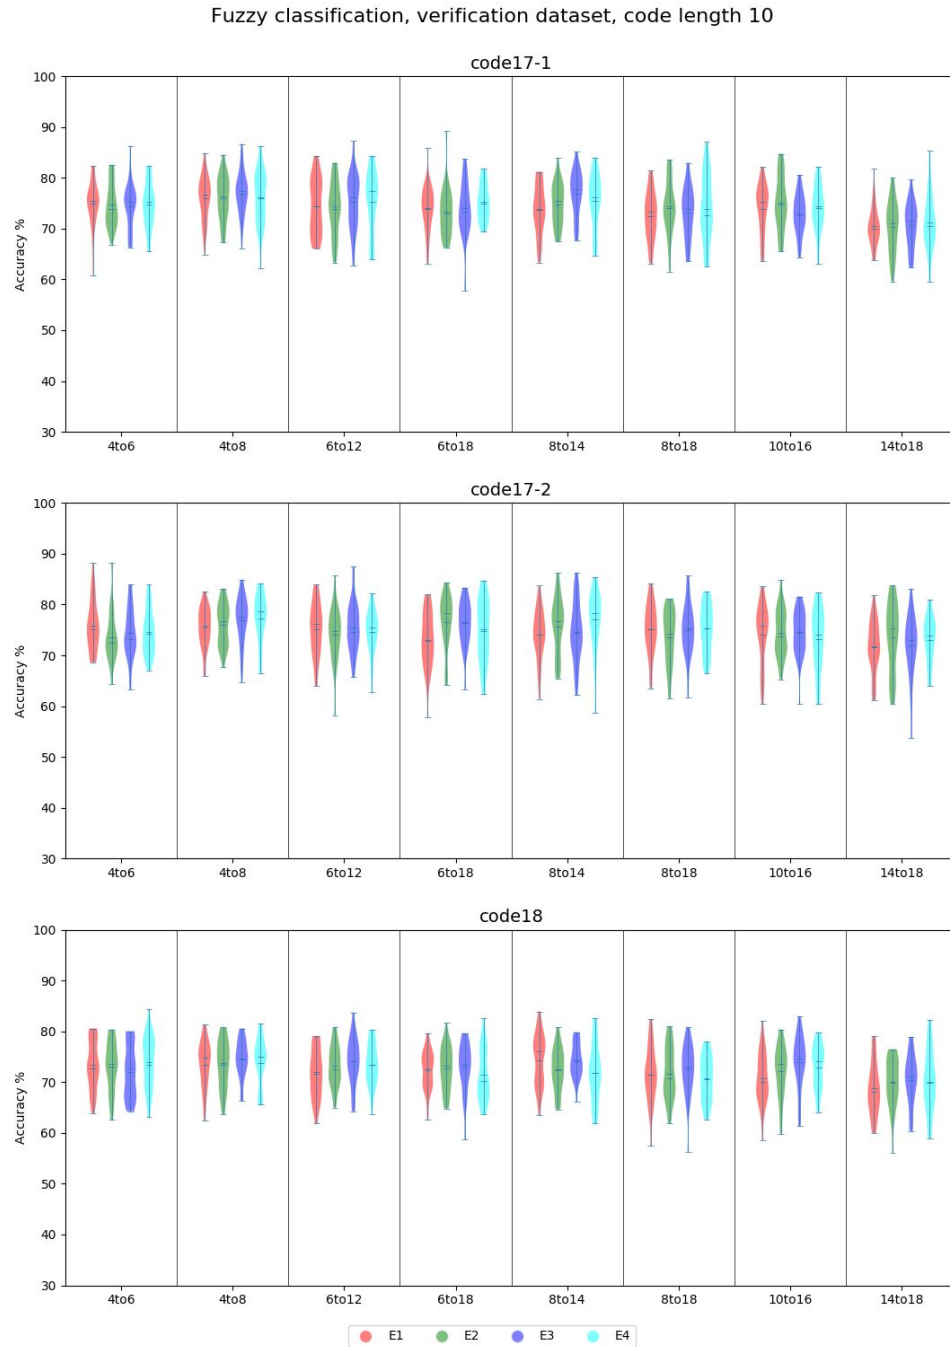 Fuzzy classification, verification dataset, code length 10
code17-1
100
90
80
70
60
50
40
30
Accuracy %
4to6 4to8 6to12 6to18 8to14 8to18 10to16 14to18
code17-2
100
90
80
70
60
50
40
30
Accuracy %
4to6 4to8 6to12 6to18 8to14 8to18 10to16 14to18
code18
100
90
80
70
60
50
40
30
Accuracy %
4to6 4to8 6to12 6to18 8to14 8to18 10to16 14to18
E1 E2 E3 E4